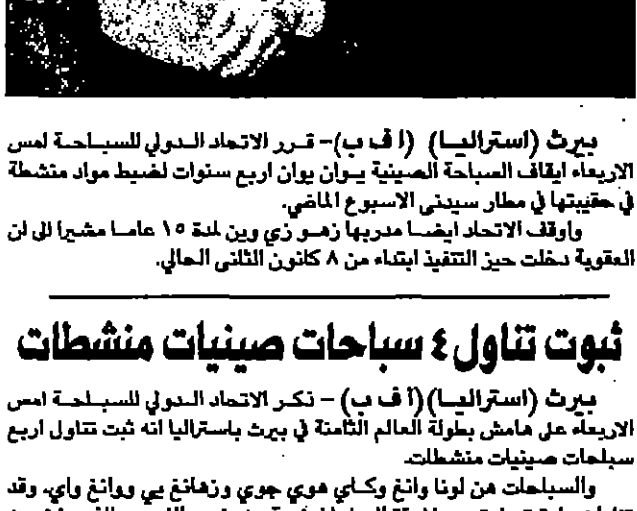 بيرث (استراليا) (ا ف ب)- قرر الاتحاد الدولي للسباحة امس
الاربعاء ايقاف السباحة الصينية يوان يوان اربع سنوات لضبط مواد منشطة
في حقيبتها في مطار سيدني الاسبوع الماضي.
وأوقف الاتحاد ايضا مدربها زهو زي وين لمدة ١٥ عاما مشيرا الى ان
العقوبة دخلت حيز التنفيذ ابتداء من ٨ كانون الثاني الحالي.
ثبوت تناول ٤ سباحات صينيات منشطات
بيرث (استراليا) (أ ف ب) - ذكر الاتحاد الدولي للسباحة امس
الاربعاء على هامش بطولة العالم الثامنة في بيرث باستراليا انه ثبت تناول اربع
سباحات صينيات منشطات.
والسباحات هن لونا وانغ وكاي هوي جوي وزهانغ يي ووانغ واي. وقد